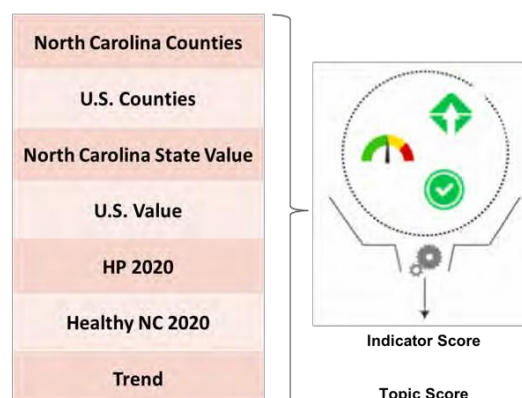 North Carolina Counties
U.S. Counties
North Carolina State Value
U.S. Value
HP 2020
Healthy NC 2020
Trend
Indicator Score
Topic Score